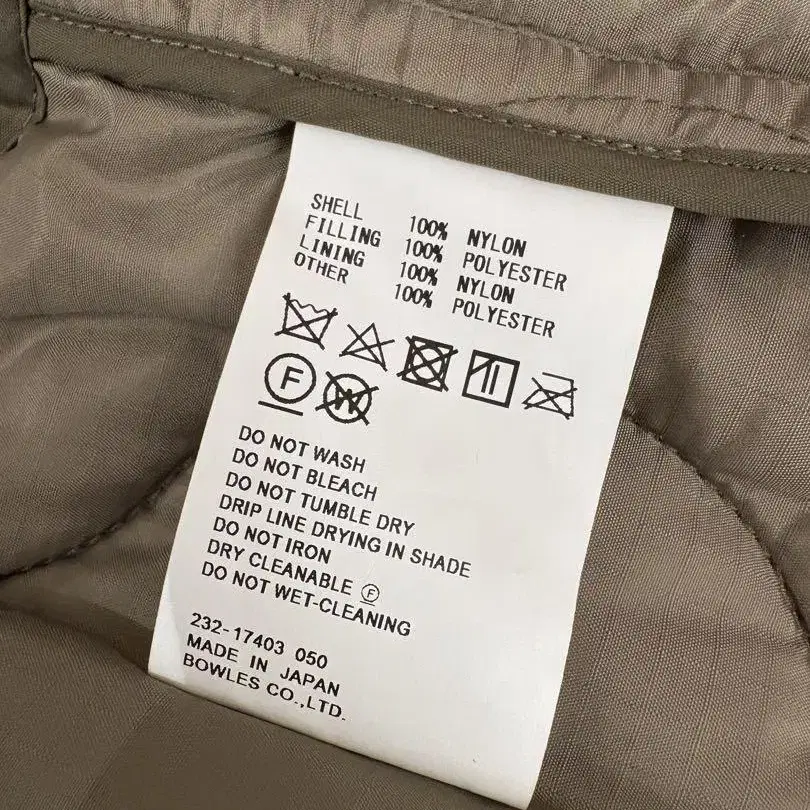 SHELL 100% NYLON
FILLING 100% POLYESTER
LINING 100% NYLON
OTHER 100% POLYESTER
F W
DO NOT WASH
DO NOT BLEACH
DO NOT TUMBLE DRY
DRIP LINE DRYING IN SHADE
DO NOT IRON
DRY CLEANABLE Ⓕ
DO NOT WET-CLEANING
232-17403 050
MADE IN JAPAN
BOWLES CO.,LTD.